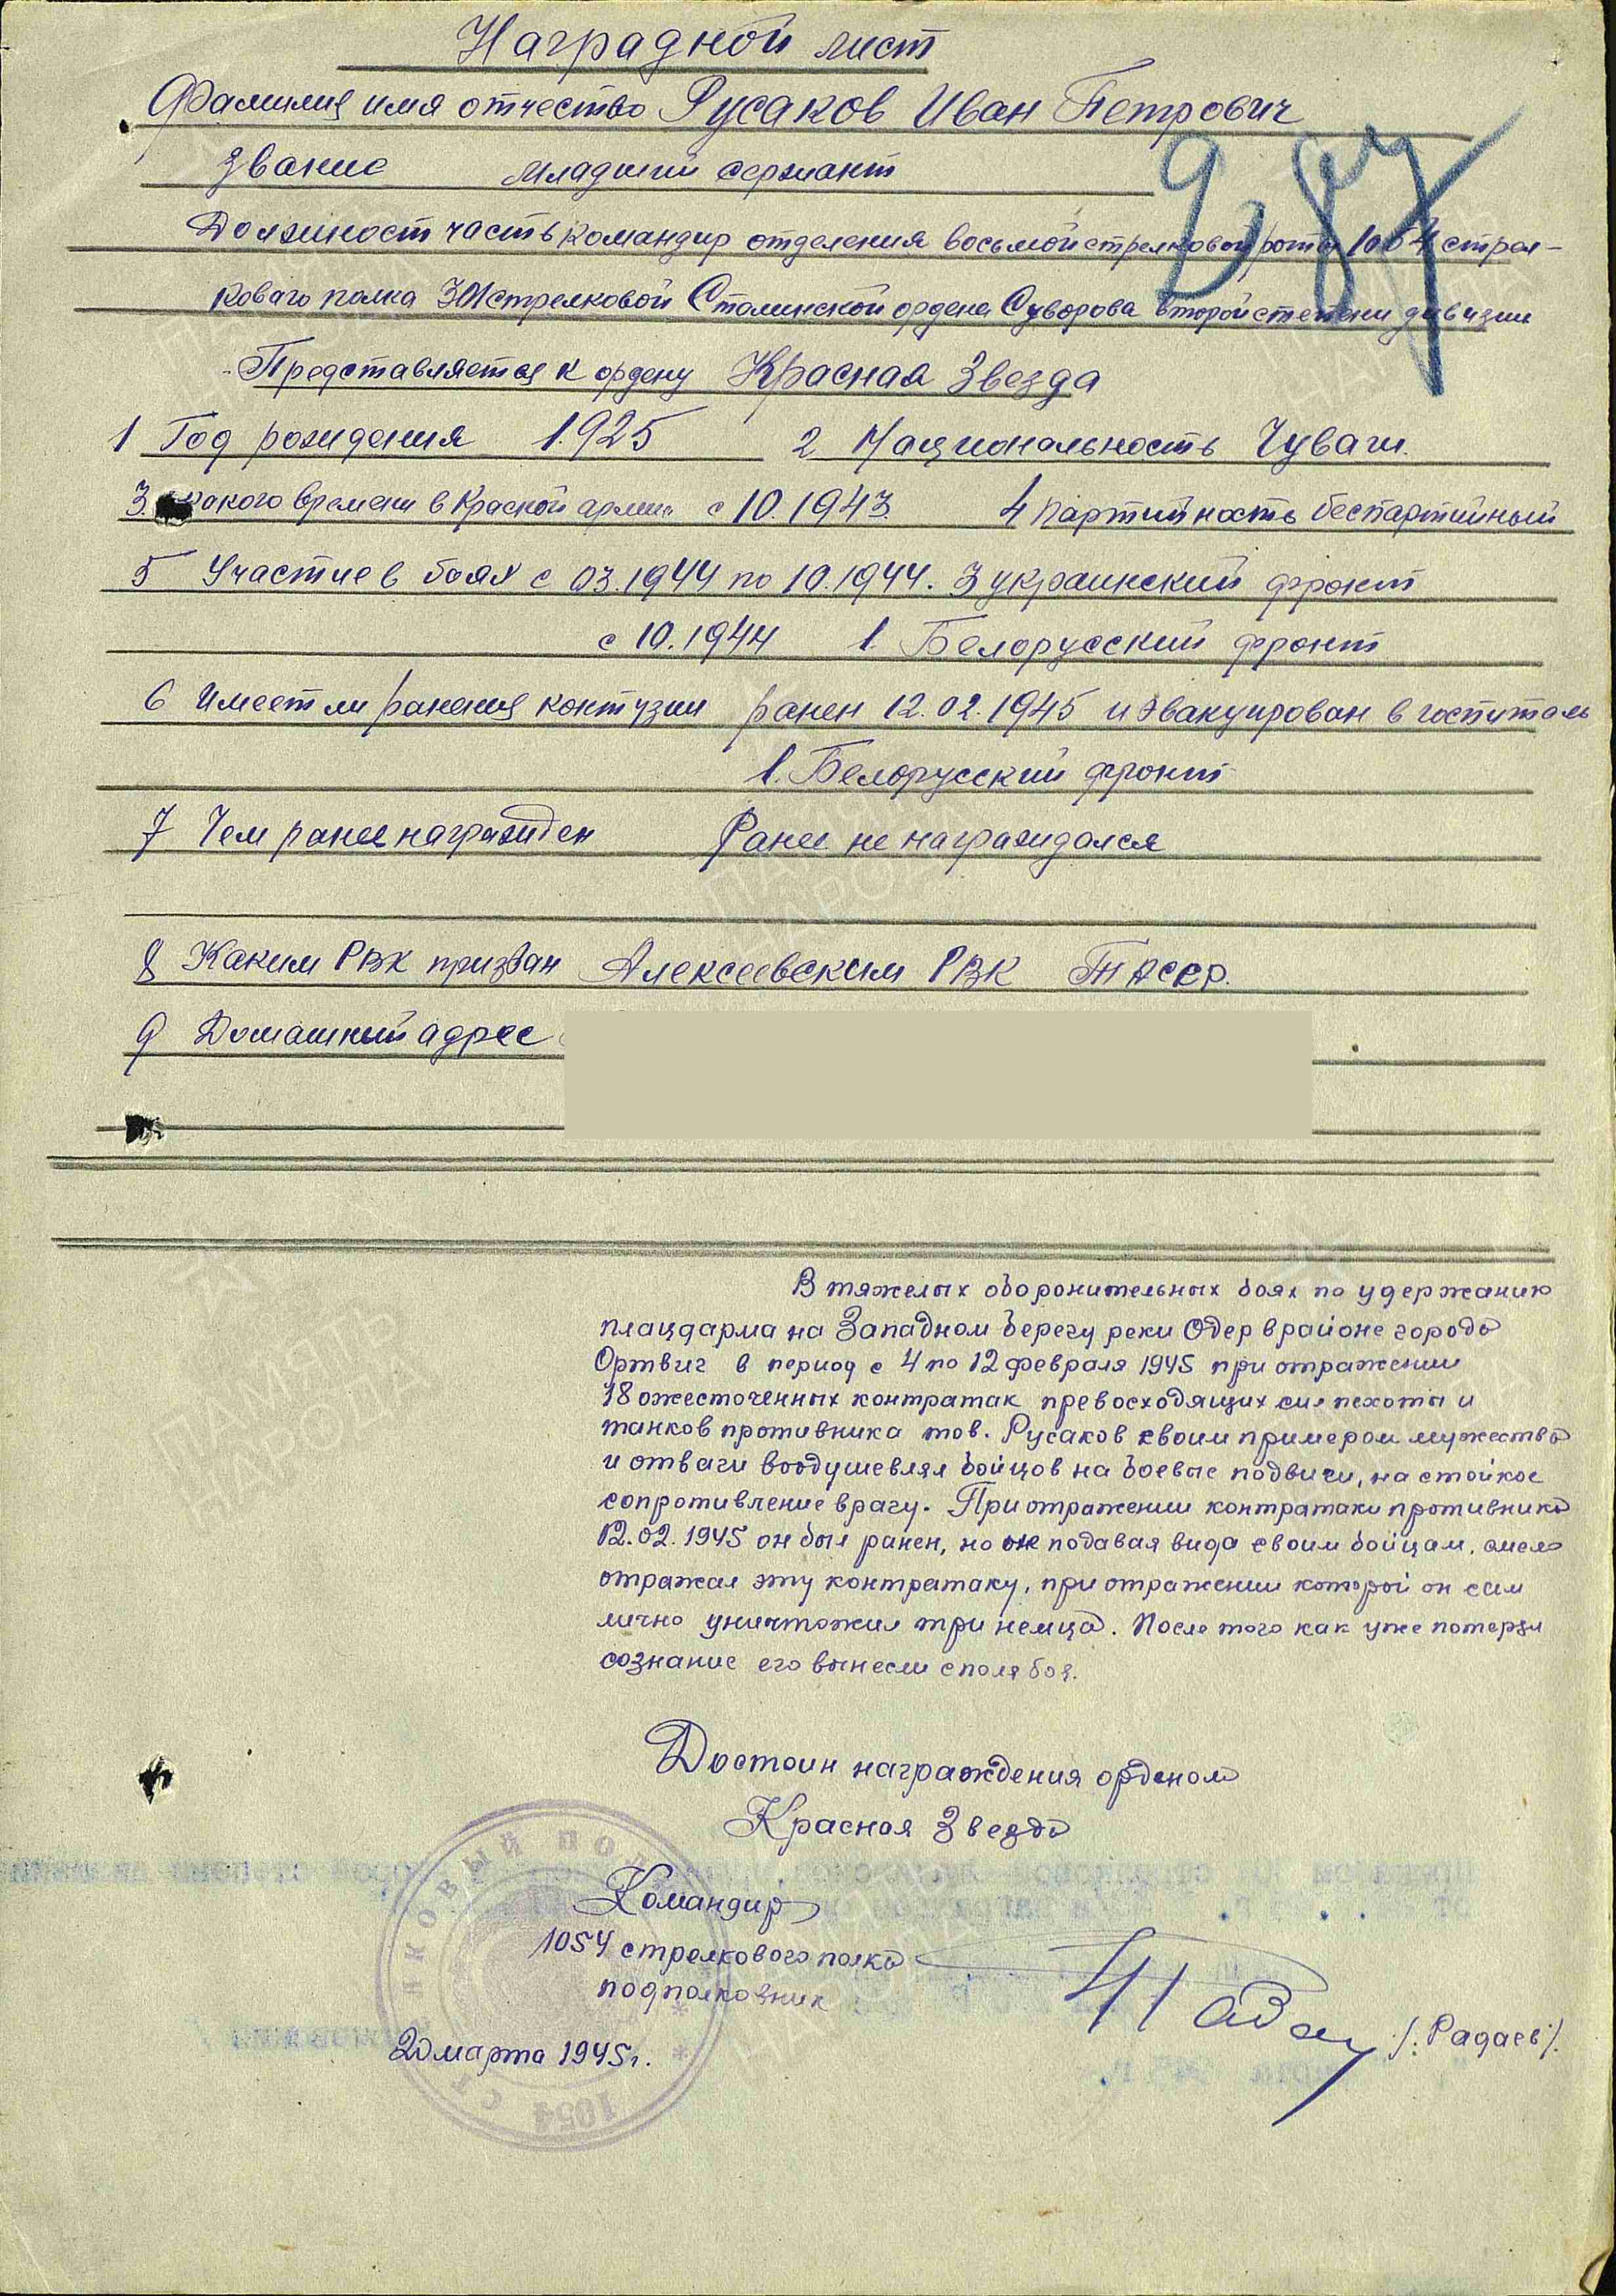 Наградной лист
Фамилия имя отчество Русаков Иван Петрович
Звание младший сержант
287
Должност часть командир отделения восьмой стрелковой роты 1054 стрел-
кового полка 301 стрелковой Сталинской ордена Суворова второй степени дивизии
Представляется к ордену Красная Звезда
1 Год рождения 1925 2 Национальность Чуваш.
3. какого времени в Красной армии с 10.1943. 4 партийность беспартийный
5 Участие в боях с 03.1944 по 10.1944. 3 украинский фронт
с 10.1944 1. Белорусский фронт
6 Имеет ли ранения контузии ранен 12.02.1945 и эвакуирован в госпиталь
1. Белорусский фронт
7 Чем ранее награжден Ранее не награждался
8 Каким РВК призван Алексеевским РВК ТАССР.
9 Домашний адрес
В тяжелых оборонительных боях по удержанию
плацдарма на Западном берегу реки Одер в районе города
Ортвиг в период с 4 по 12 февраля 1945 при отражении
18 ожесточенных контратак превосходящих сил пехоты и
танков противника тов. Русаков своим примером мужества
и отваги воодушевлял бойцов на боевые подвиги, на стойкое
сопротивление врагу. При отражении контратаки противника
12.02.1945 он был ранен, но не подавая вида своим бойцам, смело
отражал эту контратаку, при отражении которой он сам
лично уничтожил три немца. После того как уже потерял
сознание его вынесли с поля боя.
Достоин награждения орденом
Красная Звезда
Командир
1054 стрелкового полка
подполковник
/: Радаев /.
20 марта 1945 г.
СТРЕЛКОВЫЙ ПОЛК
1054